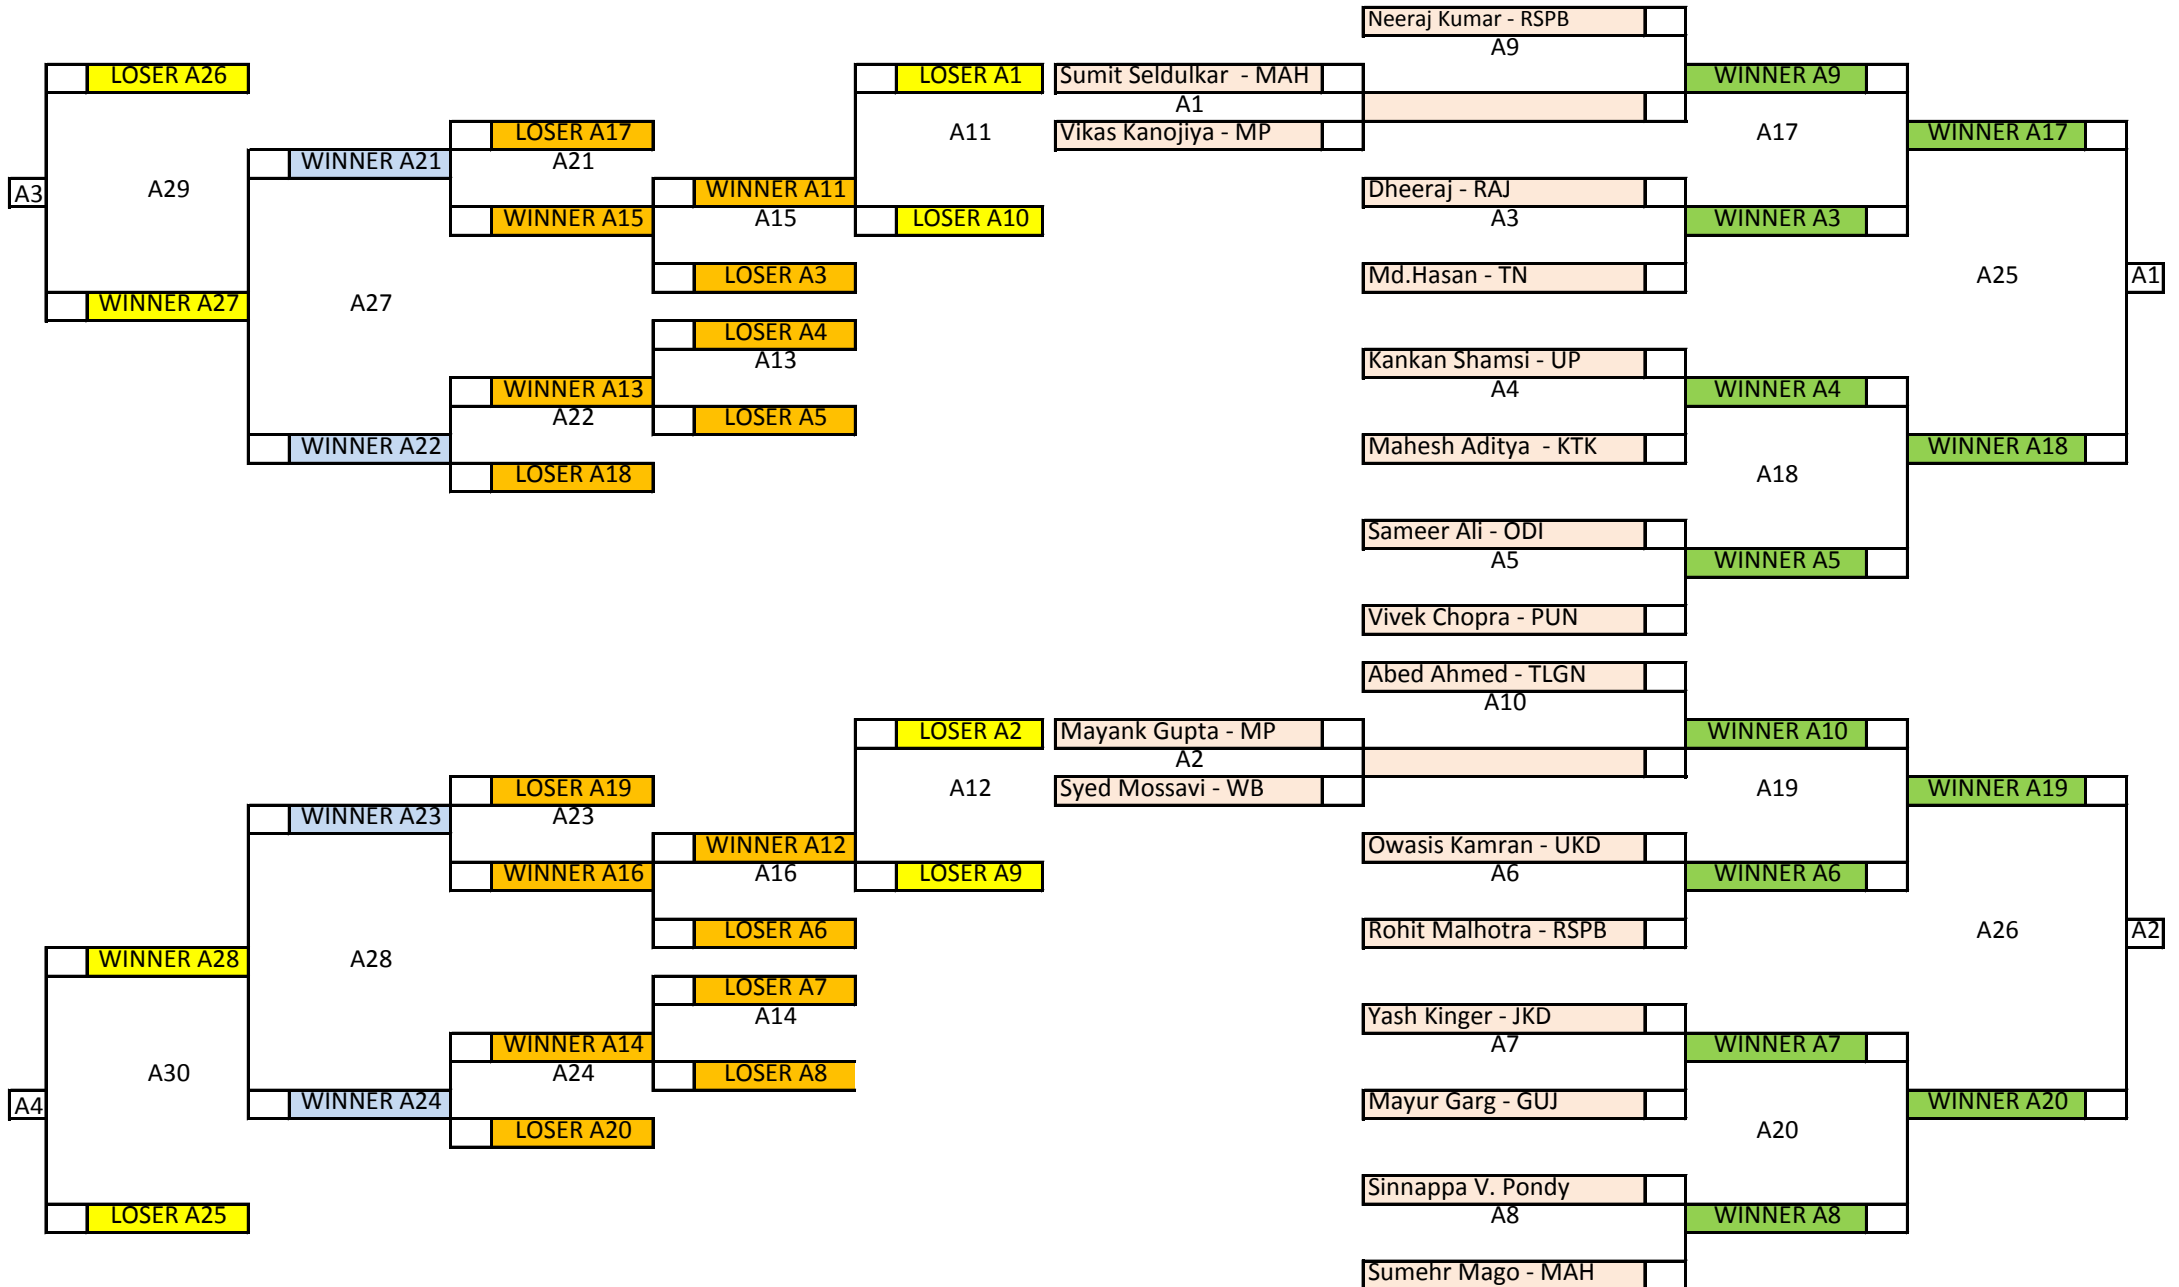 Neeraj Kumar - RSPB
A9
LOSER A26
LOSER A1
Sumit Seldulkar - MAH
WINNER A9
A1
LOSER A17
A11
Vikas Kanojiya - MP
A17
WINNER A17
WINNER A21
A21
A3
A29
WINNER A11
Dheeraj - RAJ
WINNER A15
A15
LOSER A10
A3
WINNER A3
LOSER A3
Md.Hasan - TN
A25
A1
WINNER A27
A27
LOSER A4
A13
Kankan Shamsi - UP
WINNER A13
A4
WINNER A4
A22
LOSER A5
WINNER A22
Mahesh Aditya - KTK
WINNER A18
LOSER A18
A18
Sameer Ali - ODI
A5
WINNER A5
Vivek Chopra - PUN
Abed Ahmed - TLGN
A10
LOSER A2
Mayank Gupta - MP
WINNER A10
A2
LOSER A19
A12
Syed Mossavi - WB
A19
WINNER A19
WINNER A23
A23
WINNER A12
Owasis Kamran - UKD
WINNER A16
A16
LOSER A9
A6
WINNER A6
LOSER A6
Rohit Malhotra - RSPB
A26
A2
WINNER A28
A28
LOSER A7
A14
Yash Kinger - JKD
WINNER A14
A7
WINNER A7
A30
A24
LOSER A8
A4
WINNER A24
Mayur Garg - GUJ
WINNER A20
LOSER A20
A20
Sinnappa V. Pondy
LOSER A25
A8
WINNER A8
Sumehr Mago - MAH